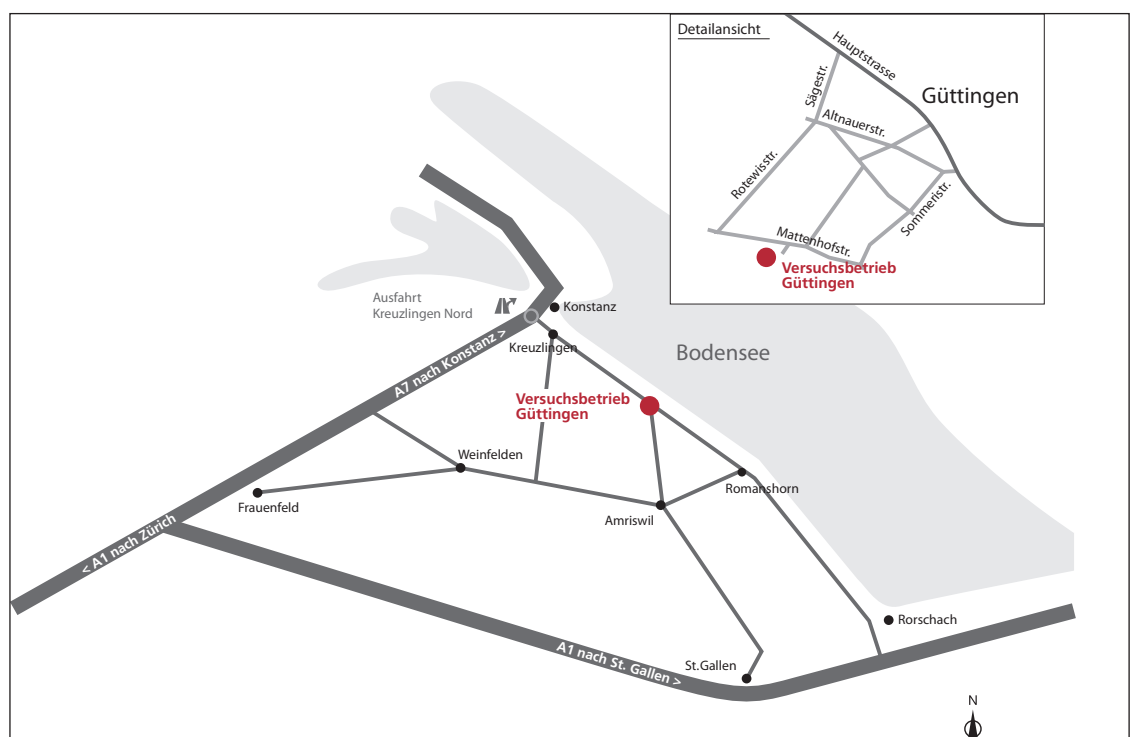 Detailansicht
Hauptstrasse
Güttingen
Sägestr.
Altnauerstr.
Rotewisstr.
Sommeristr.
Mattenhofstr.
Versuchsbetrieb
Güttingen
Ausfahrt
Kreuzlingen Nord
Konstanz
Kreuzlingen
Bodensee
A7 nach Konstanz >
Versuchsbetrieb
Güttingen
Weinfelden
Romanshorn
Frauenfeld
Amriswil
< A1 nach Zürich
Rorschach
A1 nach St. Gallen >
St.Gallen
N